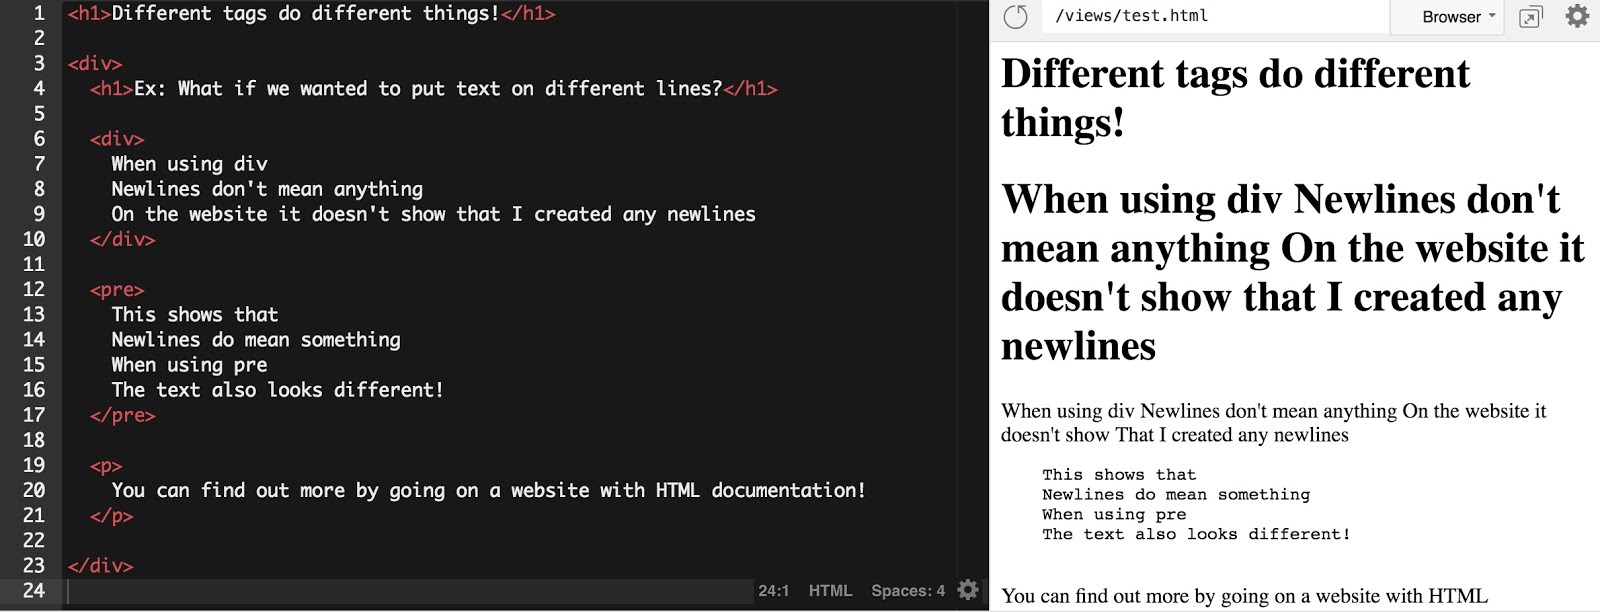 1 <h1>Different tags do different things!</h1>
2
3 <div>
4 <h1>Ex: What if we wanted to put text on different lines?</h1>
5
6 <div>
7 When using div
8 Newlines don't mean anything
9 On the website it doesn't show that I created any newlines
10 </div>
11
12 <pre>
13 This shows that
14 Newlines do mean something
15 When using pre
16 The text also looks different!
17 </pre>
18
19 <p>
20 You can find out more by going on a website with HTML documentation!
21 </p>
22
23 </div>
24
24:1 HTML Spaces: 4
/views/test.html Browser
Different tags do different
things!
When using div Newlines don't
mean anything On the website it
doesn't show that I created any
newlines
When using div Newlines don't mean anything On the website it
doesn't show That I created any newlines
This shows that
Newlines do mean something
When using pre
The text also looks different!
You can find out more by going on a website with HTML